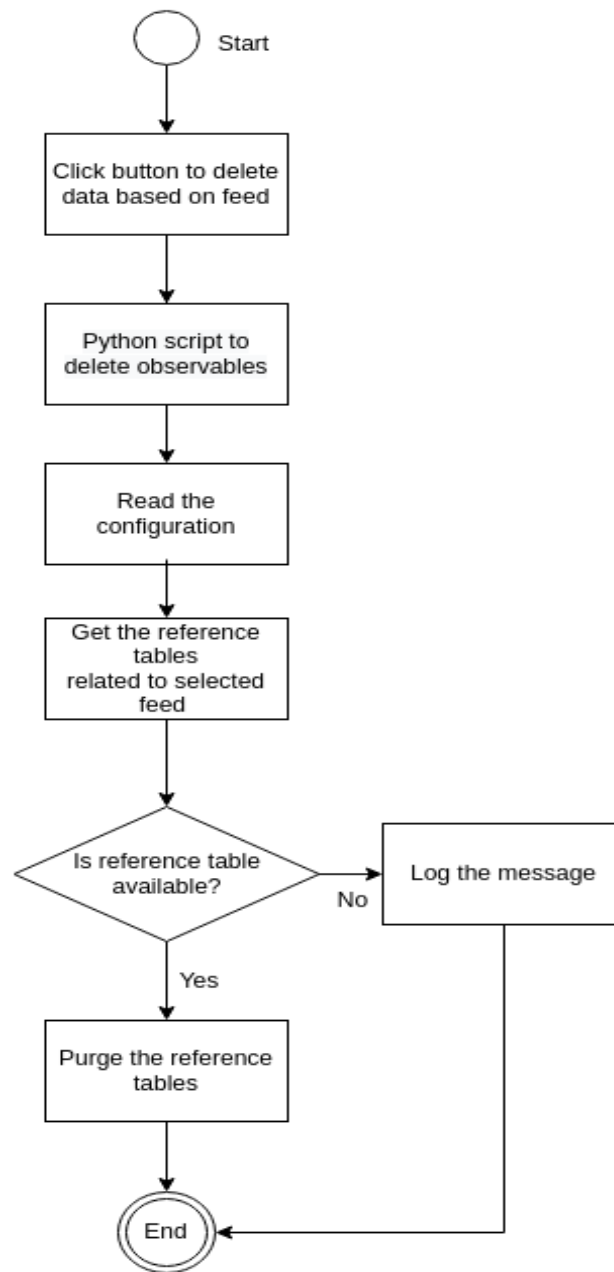 Start
Click button to delete
data based on feed
Python script to
delete observables
Read the
configuration
Get the reference
tables
related to selected
feed
Is reference table
available?
No
Log the message
Yes
Purge the reference
tables
End